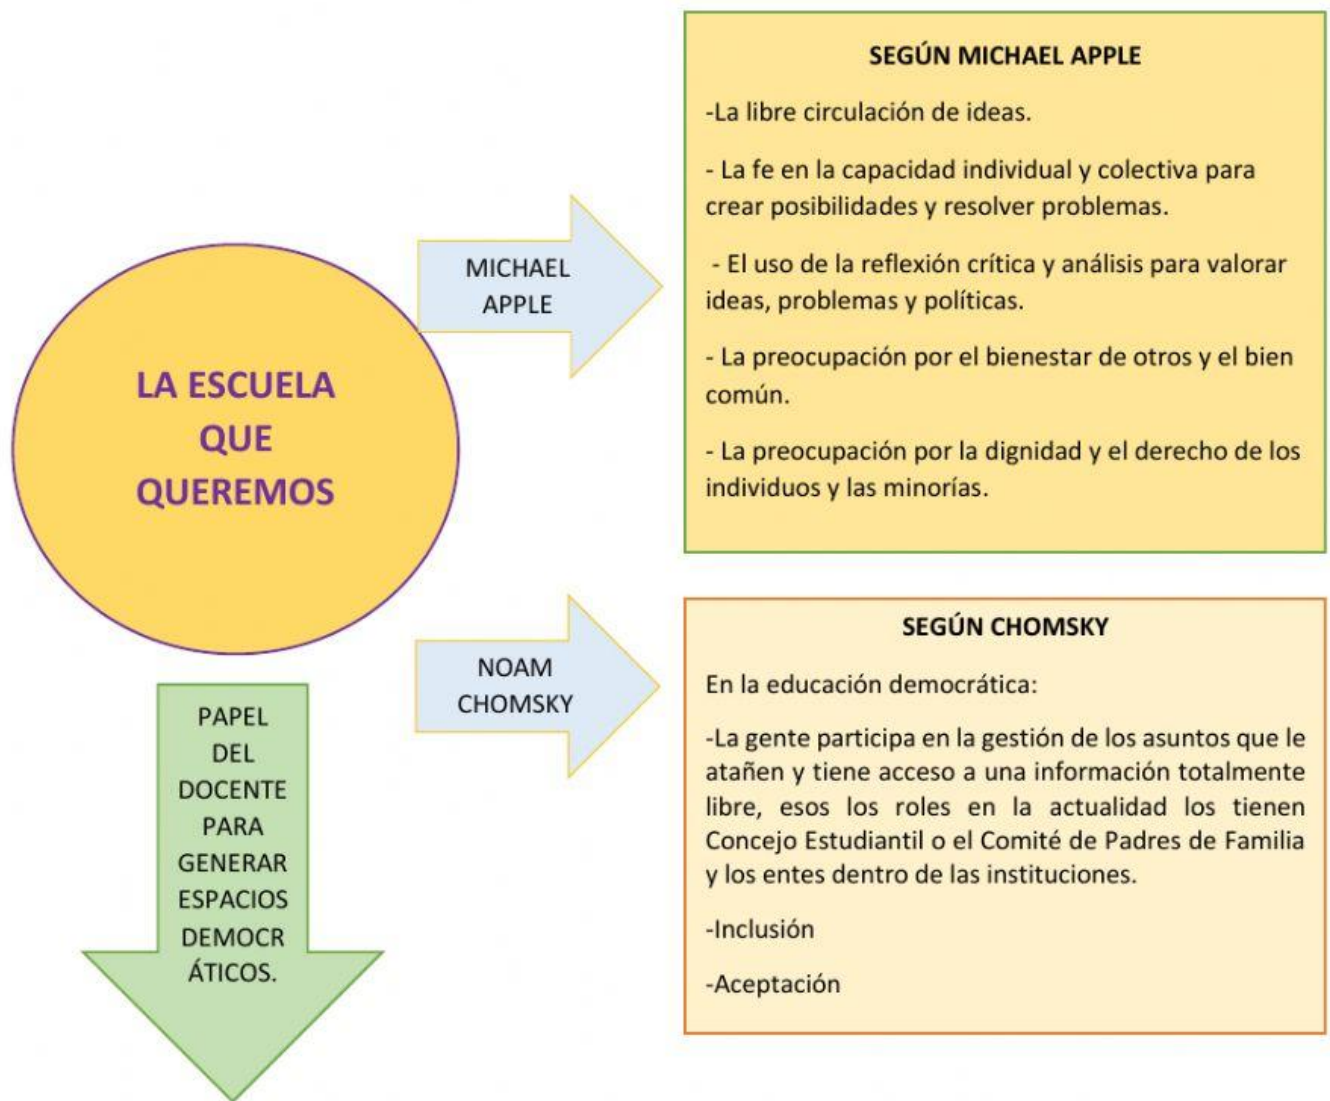 LA ESCUELA
QUE
QUEREMOS
MICHAEL
APPLE
SEGÚN MICHAEL APPLE
-La libre circulación de ideas.
- La fe en la capacidad individual y colectiva para
crear posibilidades y resolver problemas.
- El uso de la reflexión crítica y análisis para valorar
ideas, problemas y políticas.
- La preocupación por el bienestar de otros y el bien
común.
- La preocupación por la dignidad y el derecho de los
individuos y las minorías.
NOAM
CHOMSKY
SEGÚN CHOMSKY
En la educación democrática:
-La gente participa en la gestión de los asuntos que le
atañen y tiene acceso a una información totalmente
libre, esos los roles en la actualidad los tienen
Concejo Estudiantil o el Comité de Padres de Familia
y los entes dentro de las instituciones.
-Inclusión
-Aceptación
PAPEL
DEL
DOCENTE
PARA
GENERAR
ESPACIOS
DEMOCR
ÁTICOS.